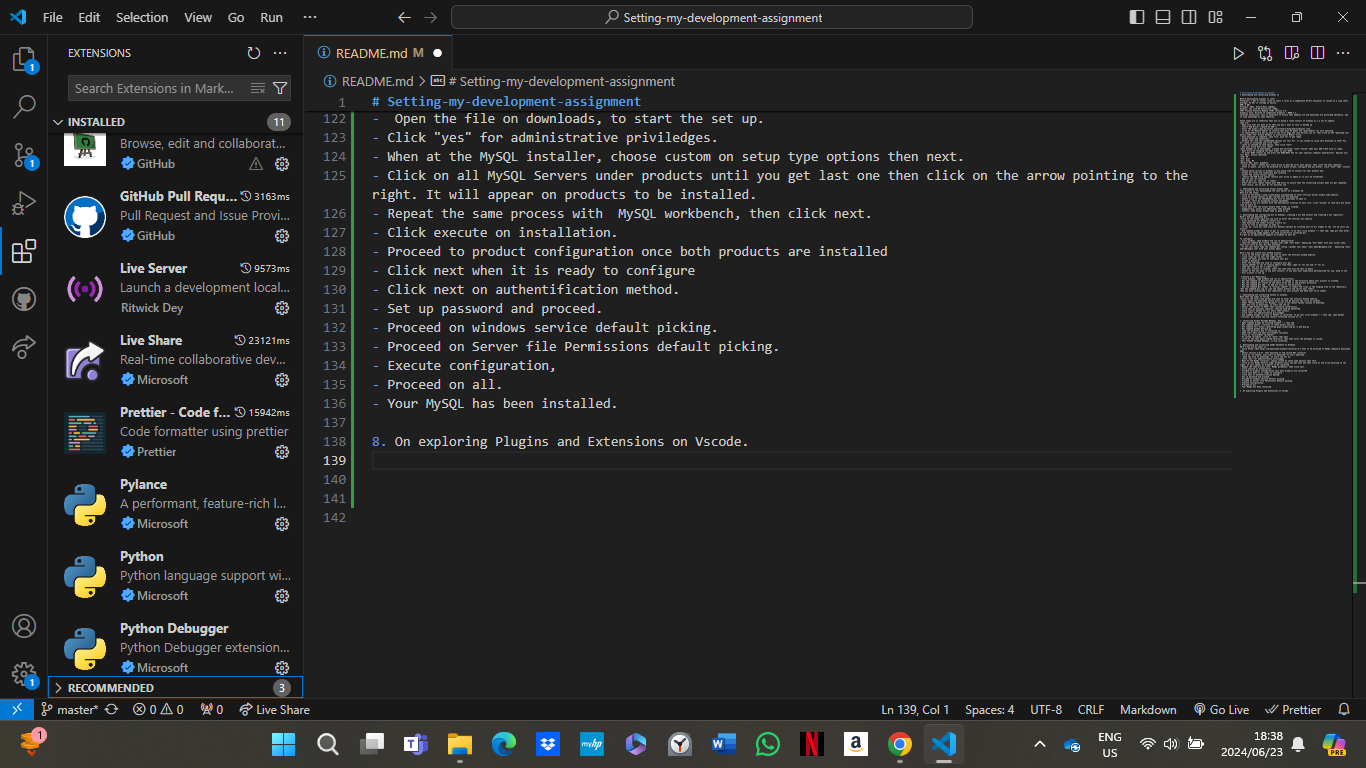 File Edit Selection View Go Run ··· Setting-my-development-assignment
EXTENSIONS
Search Extensions in Mark...
INSTALLED 11
Browse, edit and collaborat...
GitHub
GitHub Pull Requ... 3163ms
Pull Request and Issue Provi...
GitHub
Live Server 9573ms
Launch a development local...
Ritwick Dey
Live Share 23121ms
Real-time collaborative dev...
Microsoft
Prettier - Code f... 15942ms
Code formatter using prettier
Prettier
Pylance
A performant, feature-rich l...
Microsoft
Python
Python language support wi...
Microsoft
Python Debugger
Python Debugger extension...
Microsoft
RECOMMENDED 3
README.md M
README.md > # Setting-my-development-assignment
1 # Setting-my-development-assignment
122 - Open the file on downloads, to start the set up.
123 - Click "yes" for administrative priviledges.
124 - When at the MySQL installer, choose custom on setup type options then next.
125 - Click on all MySQL Servers under products until you get last one then click on the arrow pointing to the
right. It will appear on products to be installed.
126 - Repeat the same process with  MySQL workbench, then click next.
127 - Click execute on installation.
128 - Proceed to product configuration once both products are installed
129 - Click next when it is ready to configure
130 - Click next on authentification method.
131 - Set up password and proceed.
132 - Proceed on windows service default picking.
133 - Proceed on Server file Permissions default picking.
134 - Execute configuration,
135 - Proceed on all.
136 - Your MySQL has been installed.
137
138 8. On exploring Plugins and Extensions on Vscode.
139
140
141
142
1
1
1
master* 0 0 0 Live Share Ln 139, Col 1 Spaces: 4 UTF-8 CRLF Markdown Go Live Prettier
1
myhp
W
N
a
ENG
US
18:38
2024/06/23
PRE